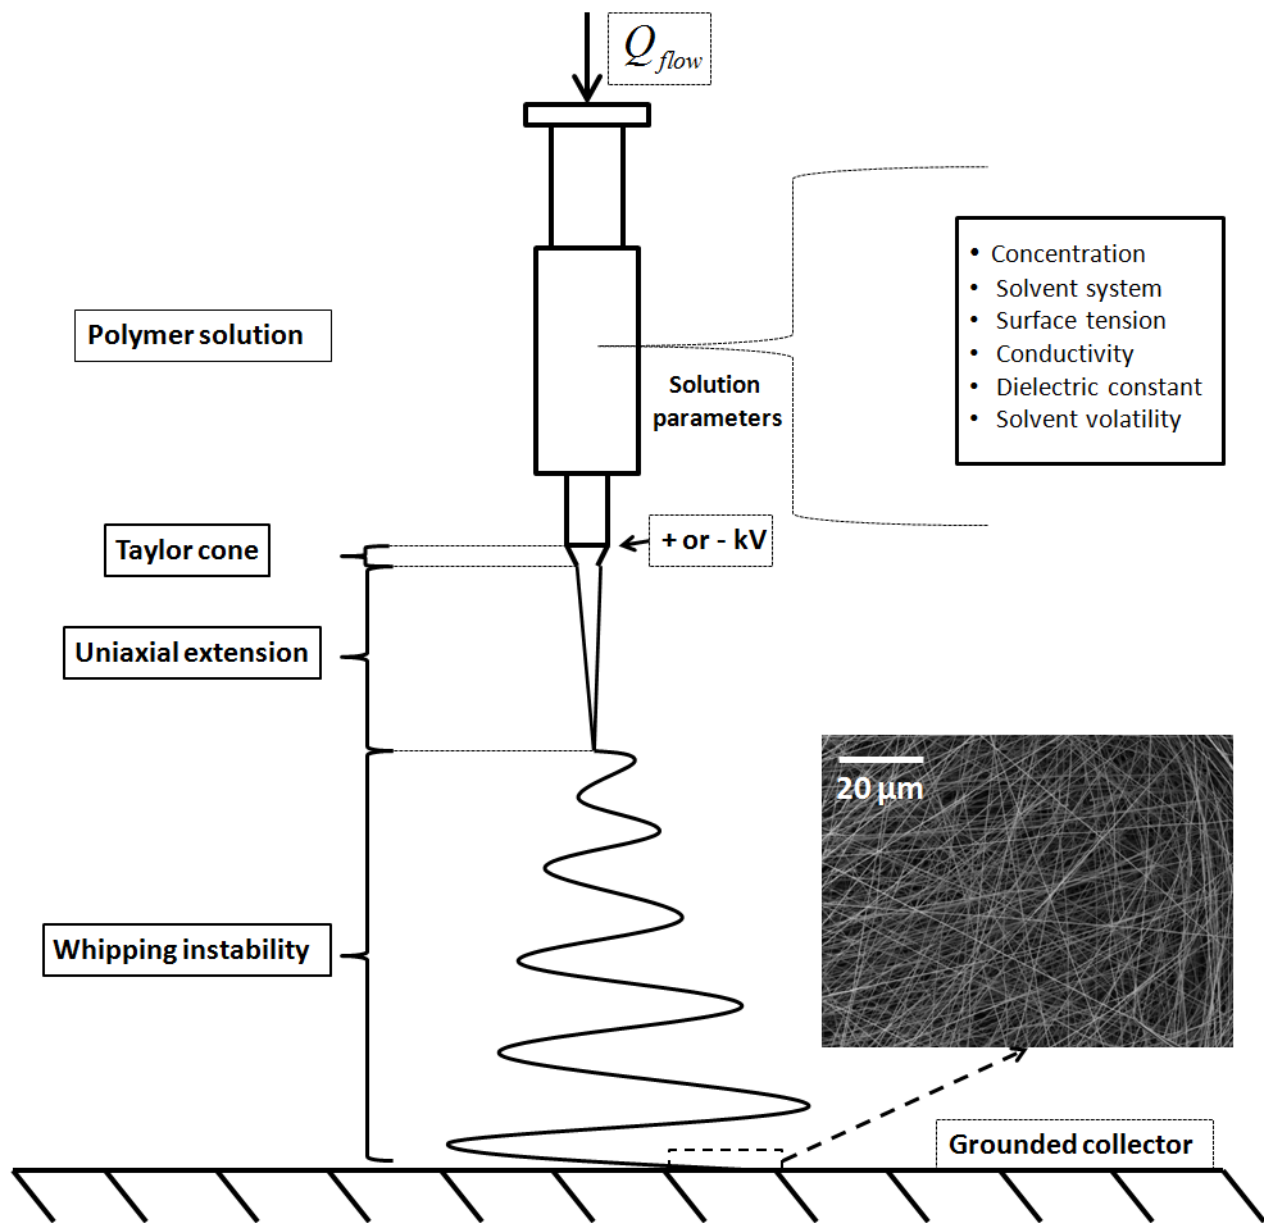 Q flow
• Concentration
• Solvent system
• Surface tension
• Conductivity
• Dielectric constant
• Solvent volatility
Polymer solution
Solution
parameters
Taylor cone
+ or - kV
Uniaxial extension
20 µm
Whipping instability
Grounded collector